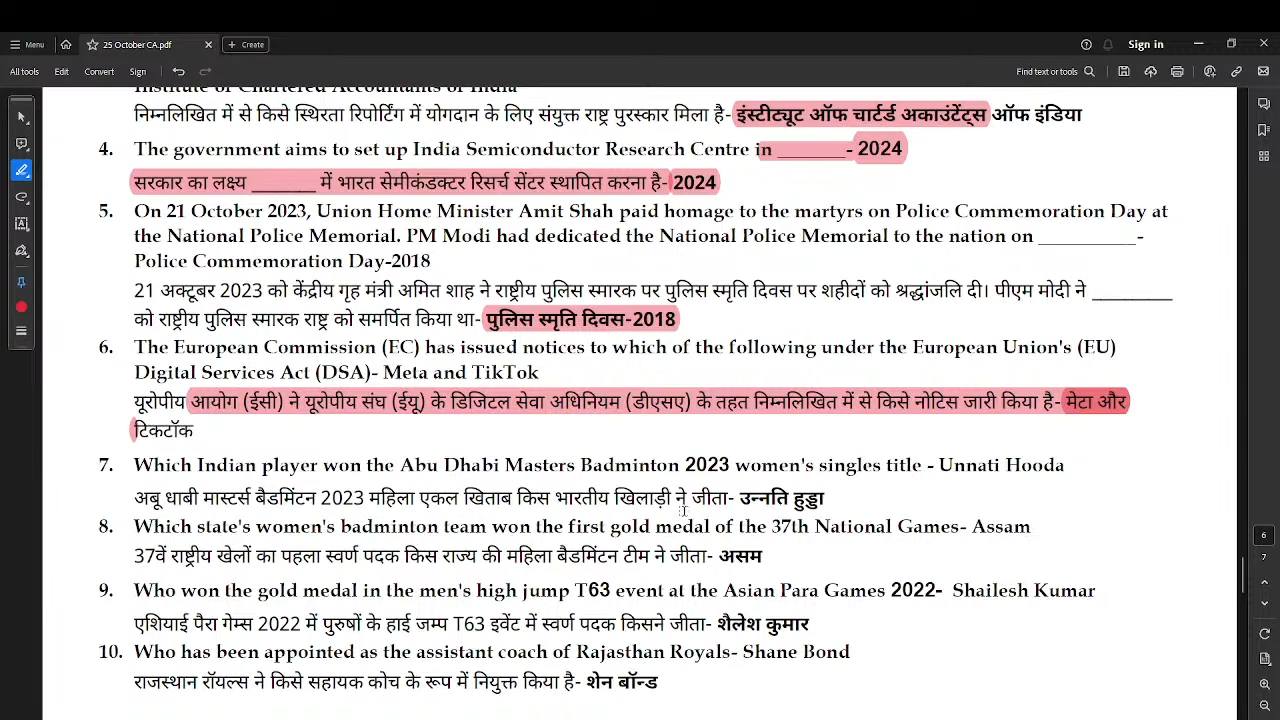 Menu
25 October CA.pdf
+ Create
Sign in
All tools Edit Convert Sign
Find text or tools
Institute of Chartered Accountants of India
निम्नलिखित में से किसे स्थिरता रिपोर्टिंग में योगदान के लिए संयुक्त राष्ट्र पुरस्कार मिला है- इंस्टीट्यूट ऑफ चार्टर्ड अकाउंटेंट्स ऑफ इंडिया
4. The government aims to set up India Semiconductor Research Centre in ________- 2024
सरकार का लक्ष्य _______ में भारत सेमीकंडक्टर रिसर्च सेंटर स्थापित करना है- 2024
5. On 21 October 2023, Union Home Minister Amit Shah paid homage to the martyrs on Police Commemoration Day at
the National Police Memorial. PM Modi had dedicated the National Police Memorial to the nation on __________-
Police Commemoration Day-2018
21 अक्टूबर 2023 को केंद्रीय गृह मंत्री अमित शाह ने राष्ट्रीय पुलिस स्मारक पर पुलिस स्मृति दिवस पर शहीदों को श्रद्धांजलि दी। पीएम मोदी ने _________
को राष्ट्रीय पुलिस स्मारक राष्ट्र को समर्पित किया था- पुलिस स्मृति दिवस-2018
6. The European Commission (EC) has issued notices to which of the following under the European Union's (EU)
Digital Services Act (DSA)- Meta and TikTok
यूरोपीय आयोग (ईसी) ने यूरोपीय संघ (ईयू) के डिजिटल सेवा अधिनियम (डीएसए) के तहत निम्नलिखित में से किसे नोटिस जारी किया है- मेटा और
टिकटॉक
7. Which Indian player won the Abu Dhabi Masters Badminton 2023 women's singles title - Unnati Hooda
अबू धाबी मास्टर्स बैडमिंटन 2023 महिला एकल खिताब किस भारतीय खिलाड़ी ने जीता- उन्नति हुड्डा
8. Which state's women's badminton team won the first gold medal of the 37th National Games- Assam
37वें राष्ट्रीय खेलों का पहला स्वर्ण पदक किस राज्य की महिला बैडमिंटन टीम ने जीता- असम
9. Who won the gold medal in the men's high jump T63 event at the Asian Para Games 2022- Shailesh Kumar
एशियाई पैरा गेम्स 2022 में पुरुषों के हाई जम्प T63 इवेंट में स्वर्ण पदक किसने जीता- शैलेश कुमार
10. Who has been appointed as the assistant coach of Rajasthan Royals- Shane Bond
राजस्थान रॉयल्स ने किसे सहायक कोच के रूप में नियुक्त किया है- शेन बॉन्ड
6
7